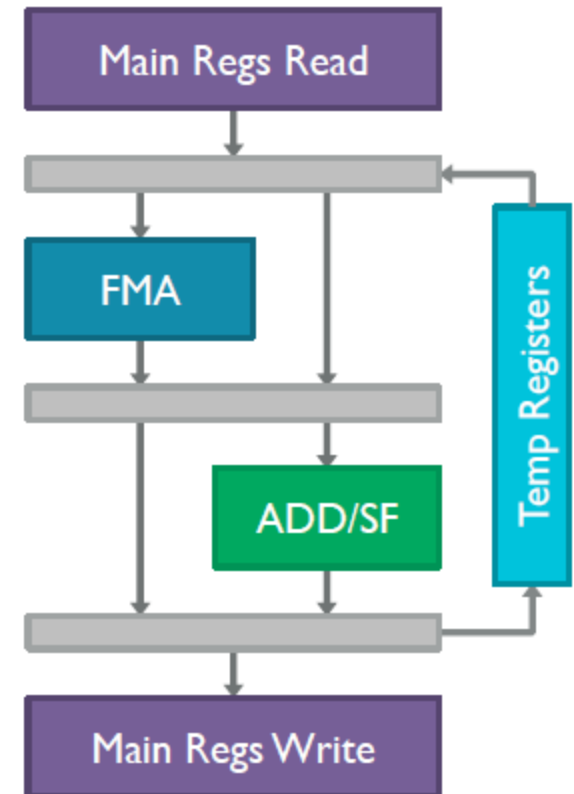 Main Regs Read
FMA
Temp Registers
ADD/SF
Main Regs Write